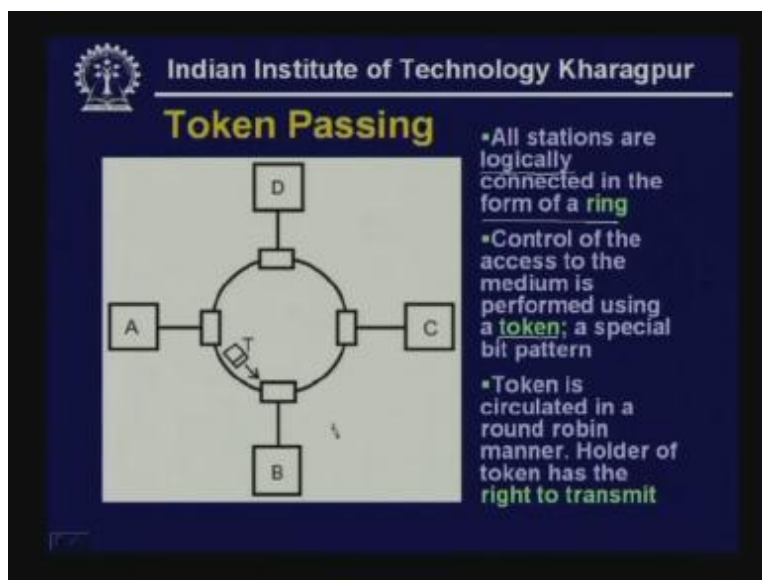 Indian Institute of Technology Kharagpur
Token Passing
▪All stations are
logically
connected in the
form of a ring
▪Control of the
access to the
medium is
performed using
a token; a special
bit pattern
▪Token is
circulated in a
round robin
manner. Holder of
token has the
right to transmit
D
A
T
C
B